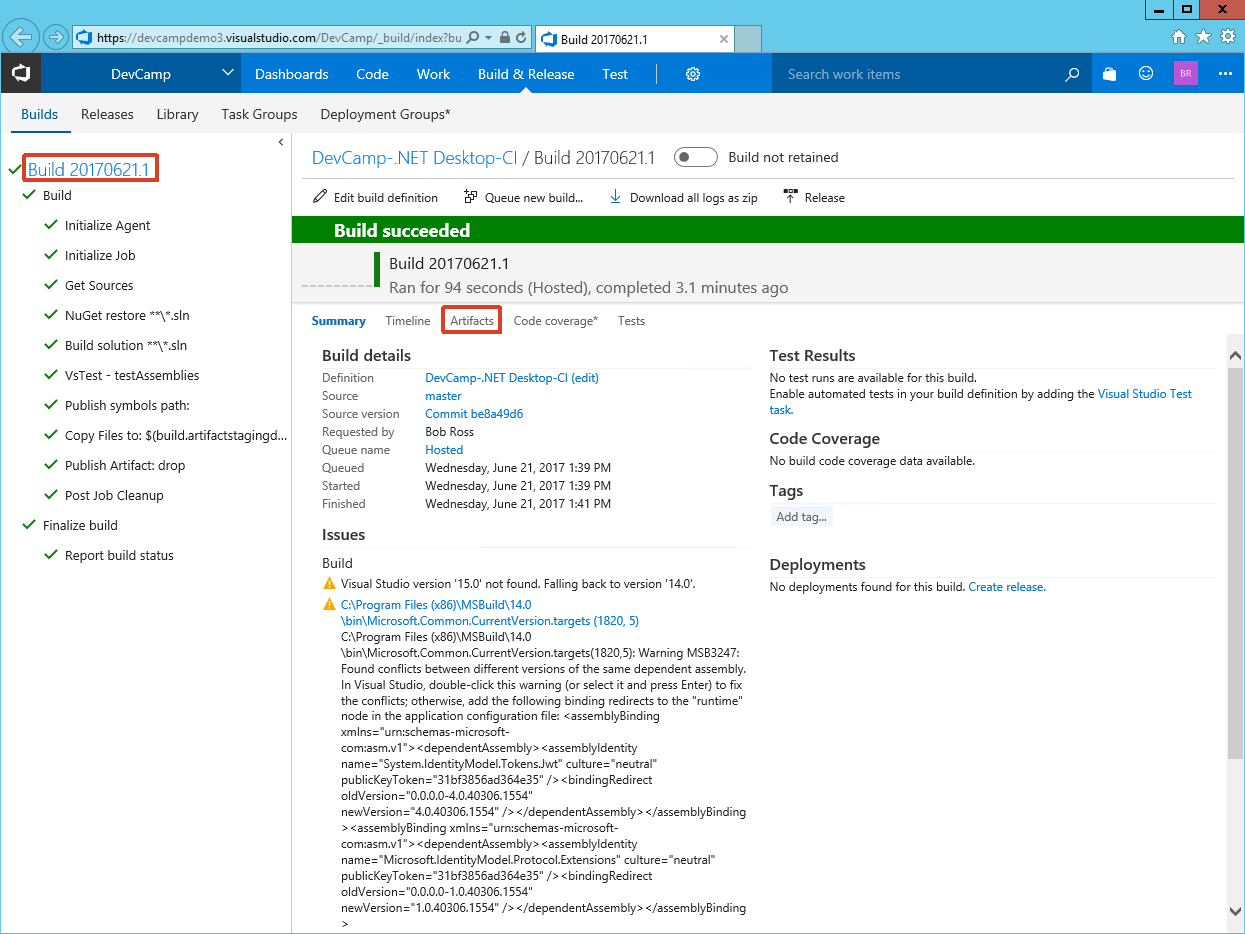 https://devcampdemo3.visualstudio.com/DevCamp/_build/index?bu
Build 20170621.1
DevCamp
Dashboards
Code
Work
Build & Release
Test
Search work items
BR
Builds
Releases
Library
Task Groups
Deployment Groups*
Build 20170621.1
Build
Initialize Agent
Initialize Job
Get Sources
NuGet restore **\*.sln
Build solution **\*.sln
VsTest - testAssemblies
Publish symbols path:
Copy Files to: $(build.artifactstagingd...
Publish Artifact: drop
Post Job Cleanup
Finalize build
Report build status
DevCamp-.NET Desktop-CI / Build 20170621.1
Build not retained
Edit build definition
Queue new build...
Download all logs as zip
Release
Build succeeded
Build 20170621.1
Ran for 94 seconds (Hosted), completed 3.1 minutes ago
Summary
Timeline
Artifacts
Code coverage*
Tests
Build details
Definition DevCamp-.NET Desktop-CI (edit)
Source master
Source version Commit be8a49d6
Requested by Bob Ross
Queue name Hosted
Queued Wednesday, June 21, 2017 1:39 PM
Started Wednesday, June 21, 2017 1:39 PM
Finished Wednesday, June 21, 2017 1:41 PM
Issues
Build
Visual Studio version '15.0' not found. Falling back to version '14.0'.
C:\Program Files (x86)\MSBuild\14.0
\bin\Microsoft.Common.CurrentVersion.targets (1820, 5)
C:\Program Files (x86)\MSBuild\14.0
\bin\Microsoft.Common.CurrentVersion.targets(1820,5): Warning MSB3247:
Found conflicts between different versions of the same dependent assembly.
In Visual Studio, double-click this warning (or select it and press Enter) to fix
the conflicts; otherwise, add the following binding redirects to the "runtime"
node in the application configuration file: <assemblyBinding
xmlns="urn:schemas-microsoft-
com:asm.v1"><dependentAssembly><assemblyIdentity
name="System.IdentityModel.Tokens.Jwt" culture="neutral"
publicKeyToken="31bf3856ad364e35" /><bindingRedirect
oldVersion="0.0.0.0-4.0.40306.1554"
newVersion="4.0.40306.1554" /></dependentAssembly></assemblyBinding
><assemblyBinding xmlns="urn:schemas-microsoft-
com:asm.v1"><dependentAssembly><assemblyIdentity
name="Microsoft.IdentityModel.Protocol.Extensions" culture="neutral"
publicKeyToken="31bf3856ad364e35" /><bindingRedirect
oldVersion="0.0.0.0-1.0.40306.1554"
newVersion="1.0.40306.1554" /></dependentAssembly></assemblyBinding
>
Test Results
No test runs are available for this build.
Enable automated tests in your build definition by adding the Visual Studio Test
task.
Code Coverage
No build code coverage data available.
Tags
Add tag...
Deployments
No deployments found for this build. Create release.